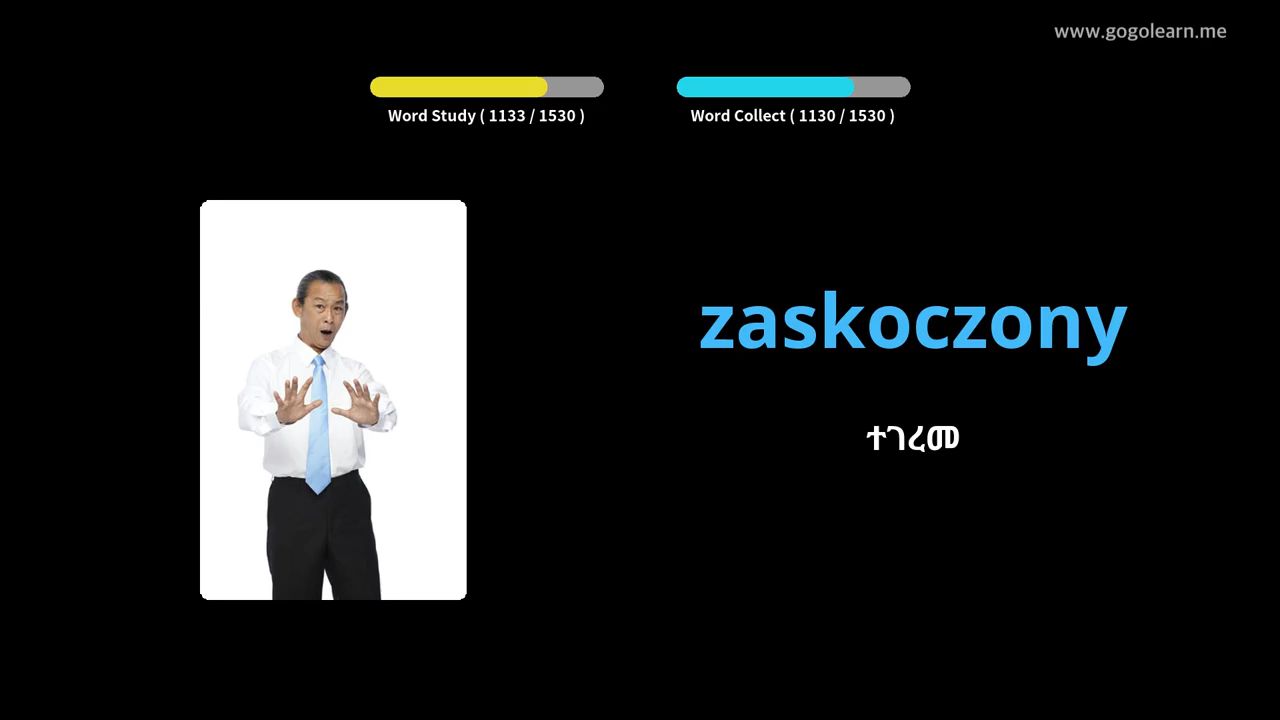 www.gogolearn.me
Word Study ( 1133 / 1530 )
Word Collect ( 1130 / 1530 )
zaskoczony
ተገረመ